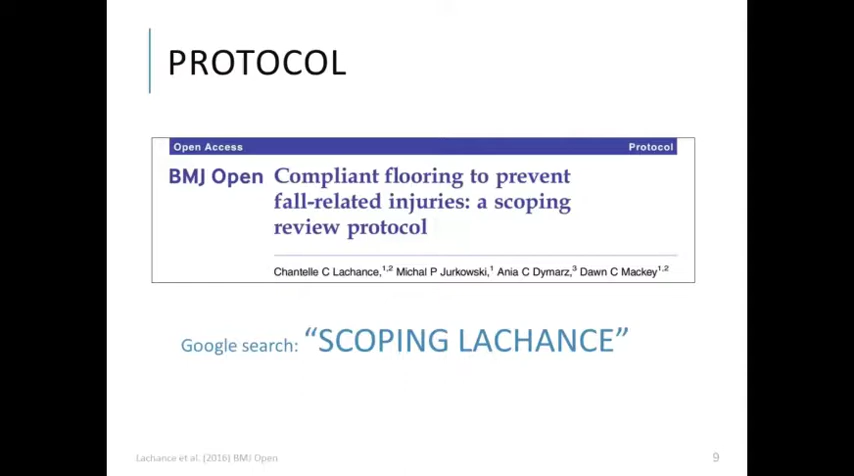 PROTOCOL
Open Access Protocol
BMJ Open Compliant flooring to prevent
fall-related injuries: a scoping
review protocol
Chantelle C Lachance,1,2 Michal P Jurkowski,1 Ania C Dymarz,3 Dawn C Mackey1,2
Google search: “SCOPING LACHANCE”
Lachance et al. (2016) BMJ Open 9